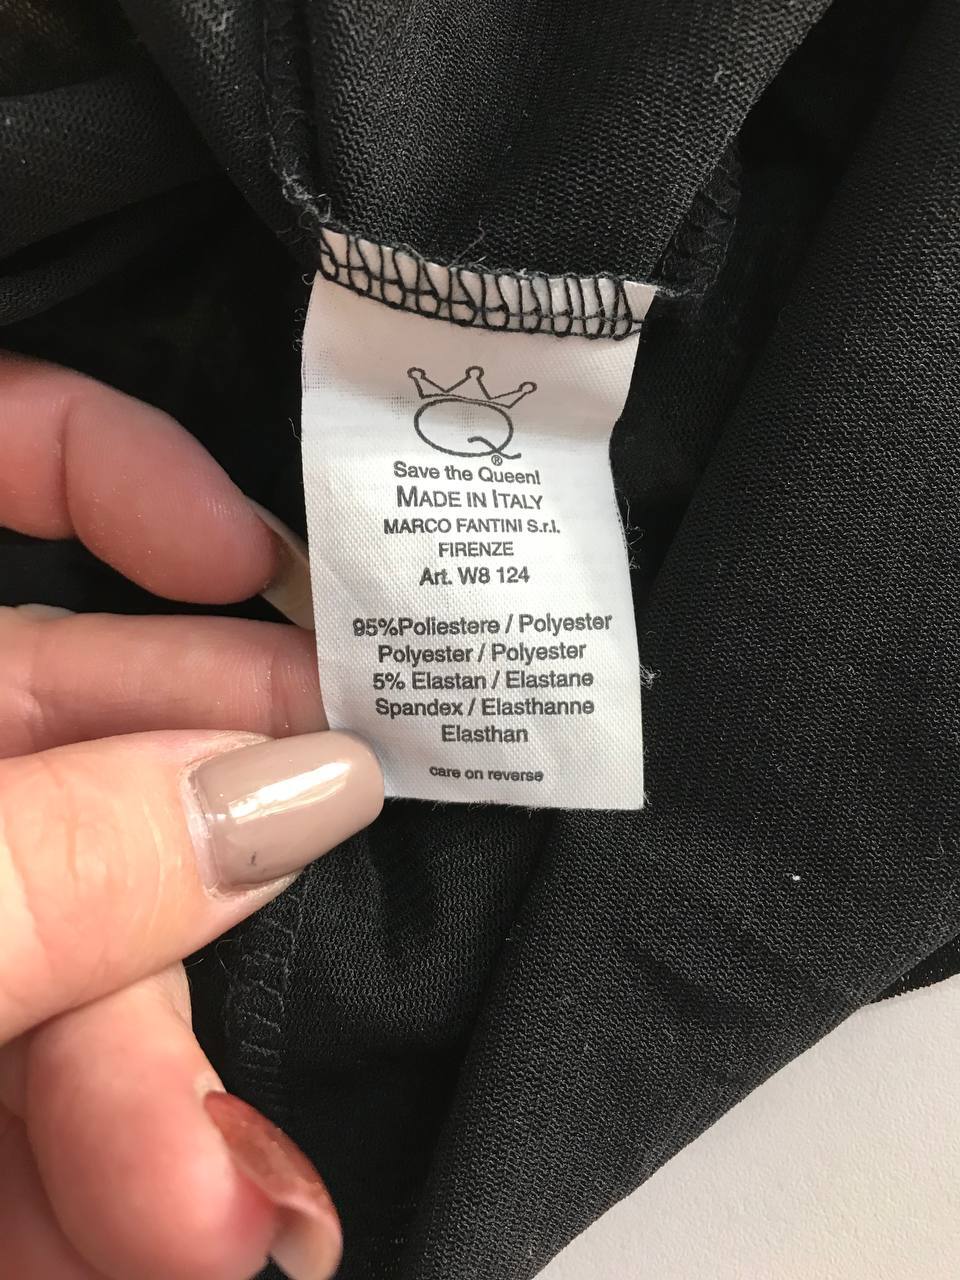 Q
®
Save the Queen!
MADE IN ITALY
MARCO FANTINI S.r.l.
FIRENZE
Art. W8 124
95%Poliestere / Polyester
Polyester / Polyester
5% Elastan / Elastane
Spandex / Elasthanne
Elasthan
care on reverse